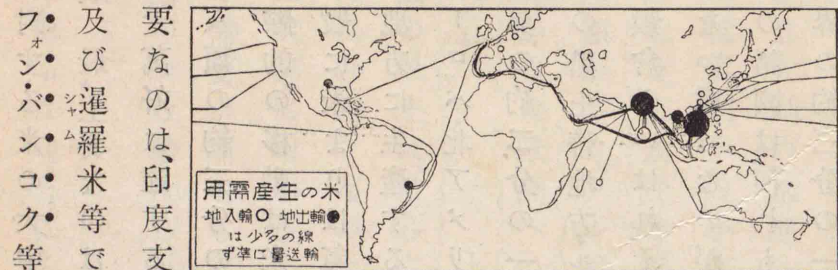 要なのは、印度支
及び暹羅米等で
フォン・バンコク等
米の生産需用
●輸出地 ○輸入地
線の多少は
輸送量に準ず